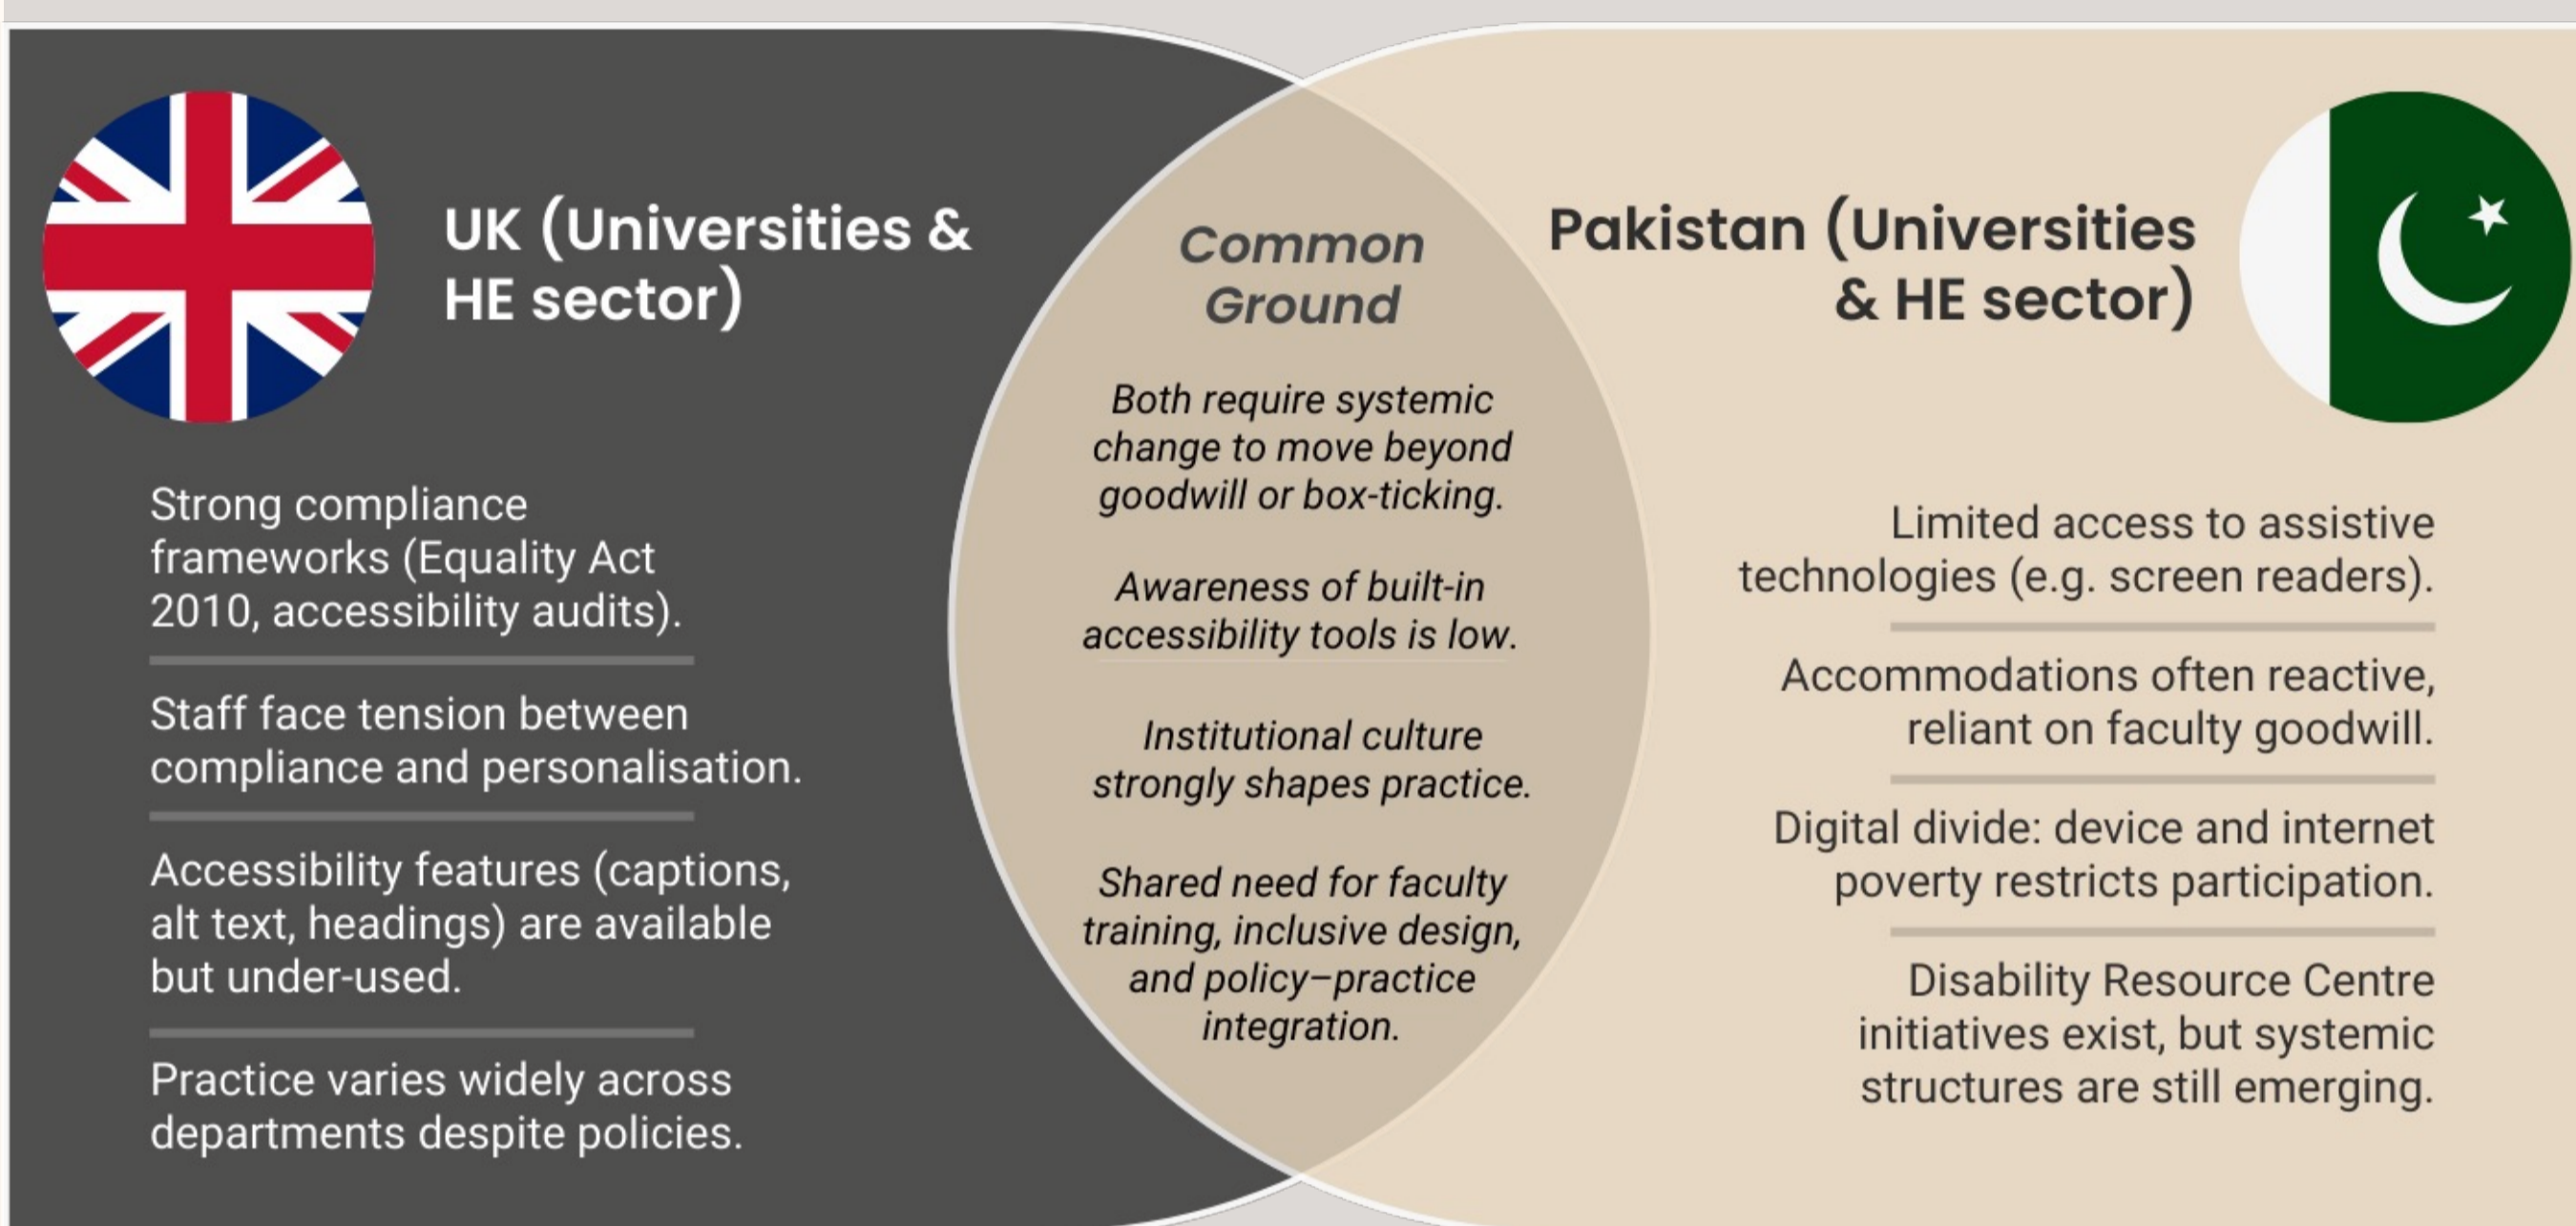 UK (Universities &
HE sector)
Strong compliance
frameworks (Equality Act
2010, accessibility audits).
Staff face tension between
compliance and personalisation.
Accessibility features (captions,
alt text, headings) are available
but under-used.
Practice varies widely across
departments despite policies.
Common
Ground
Both require systemic
change to move beyond
goodwill or box-ticking.
Awareness of built-in
accessibility tools is low.
Institutional culture
strongly shapes practice.
Shared need for faculty
training, inclusive design,
and policy–practice
integration.
Pakistan (Universities
& HE sector)
Limited access to assistive
technologies (e.g. screen readers).
Accommodations often reactive,
reliant on faculty goodwill.
Digital divide: device and internet
poverty restricts participation.
Disability Resource Centre
initiatives exist, but systemic
structures are still emerging.